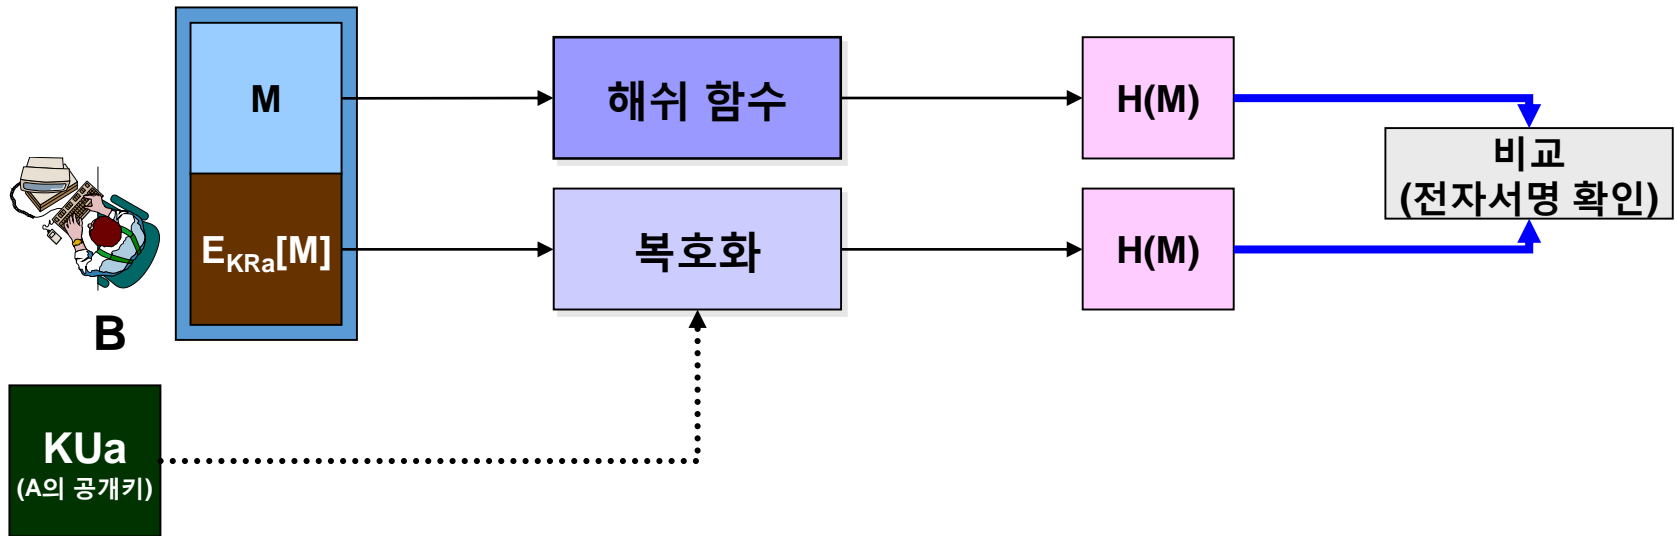 M
해쉬 함수
H(M)
비교
(전자서명 확인)
E_KRa[M]
복호화
H(M)
B
KUa
(A의 공개키)